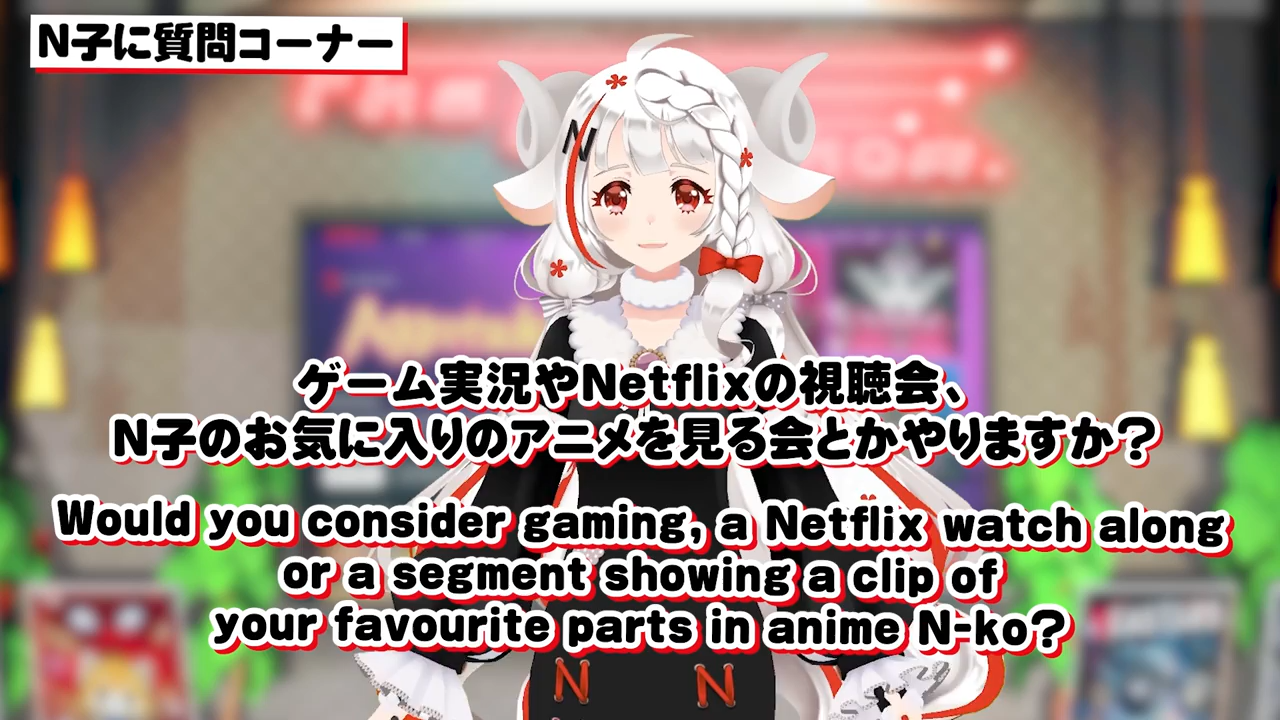 N子に質問コーナー
N
ゲーム実況やNetflixの視聴会、
N子のお気に入りのアニメを見る会とかやりますか？
Would you consider gaming, a Netflix watch along
or a segment showing a clip of
your favourite parts in anime N-ko?
N N